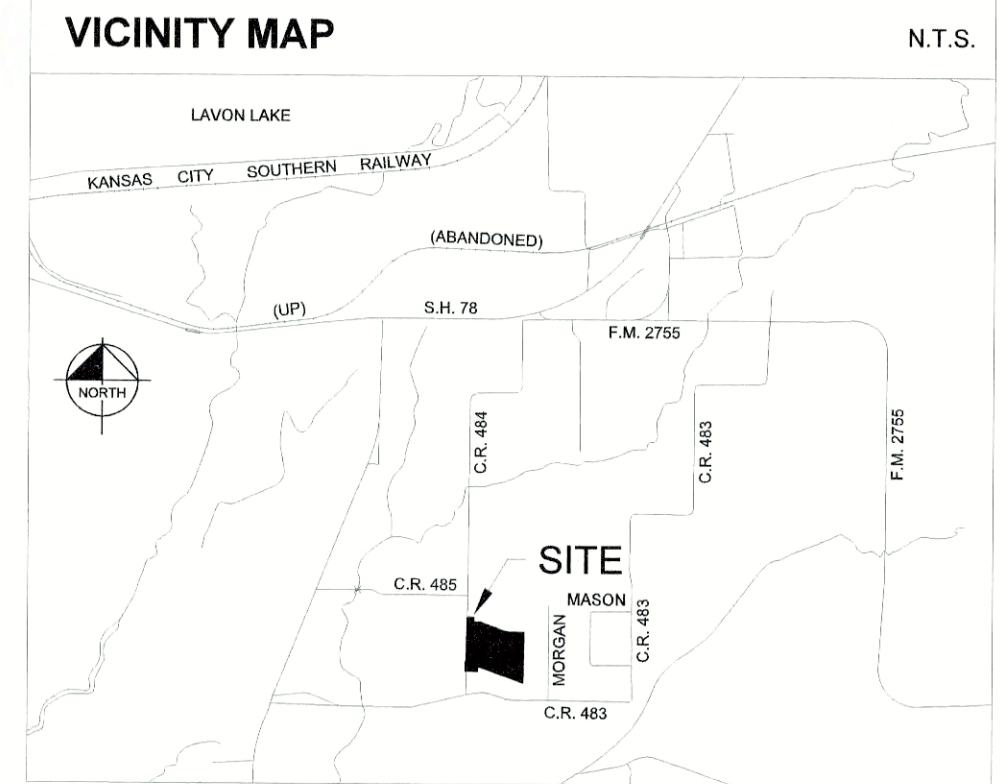 VICINITY MAP
N.T.S.
LAVON LAKE
KANSAS CITY SOUTHERN RAILWAY
(ABANDONED)
(UP)
S.H. 78
F.M. 2755
NORTH
C.R. 484
C.R. 483
F.M. 2755
SITE
C.R. 485
MASON
MORGAN
C.R. 483
C.R. 483